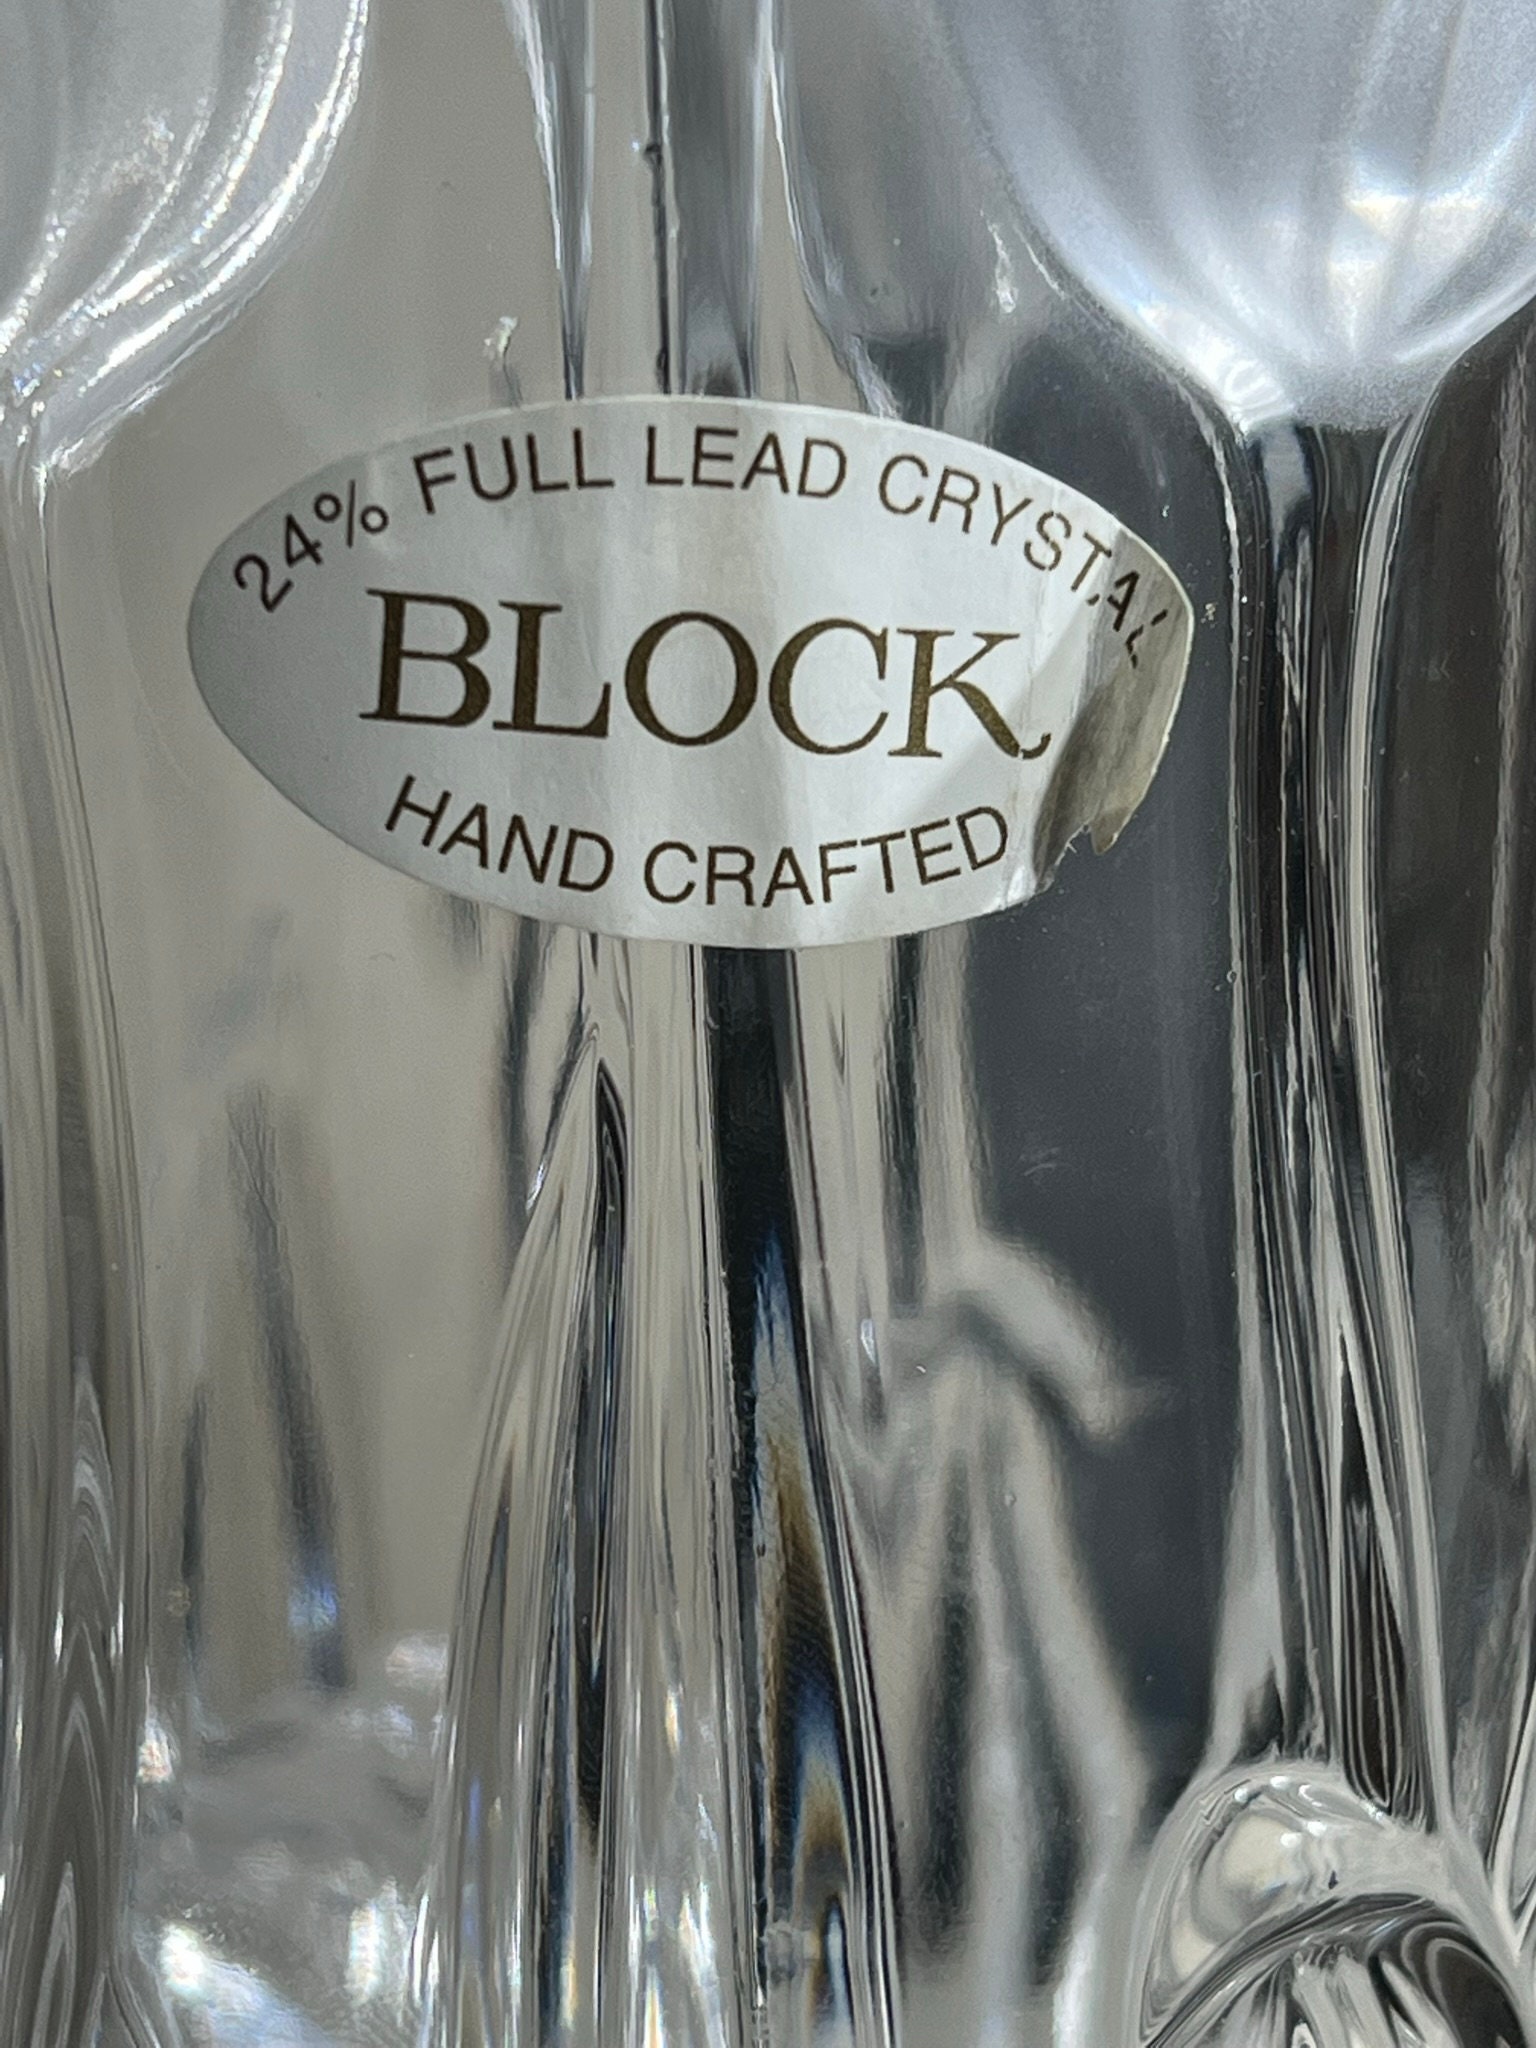 24% FULL LEAD CRYSTAL
BLOCK
HAND CRAFTED